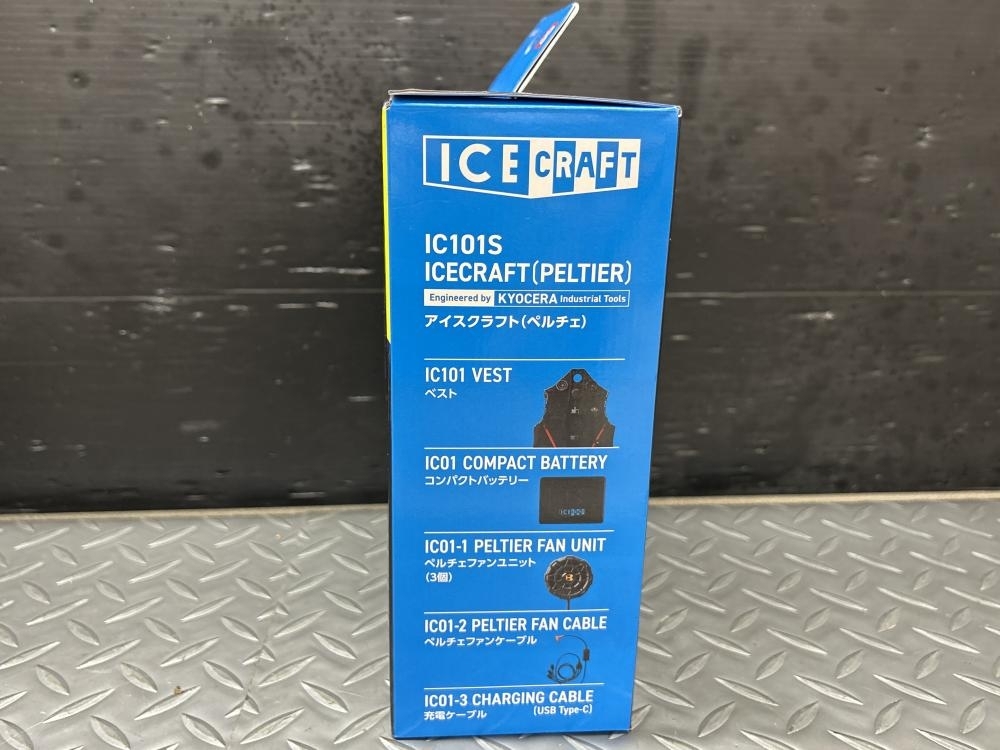 ICE CRAFT
IC101S
ICECRAFT(PELTIER)
Engineered by KYOCERA Industrial Tools
アイスクラフト(ペルチェ)
IC101 VEST
ベスト
IC01 COMPACT BATTERY
コンパクトバッテリー
IC01-1 PELTIER FAN UNIT
ペルチェファンユニット
(3個)
IC01-2 PELTIER FAN CABLE
ペルチェファンケーブル
IC01-3 CHARGING CABLE
充電ケーブル (USB Type-C)